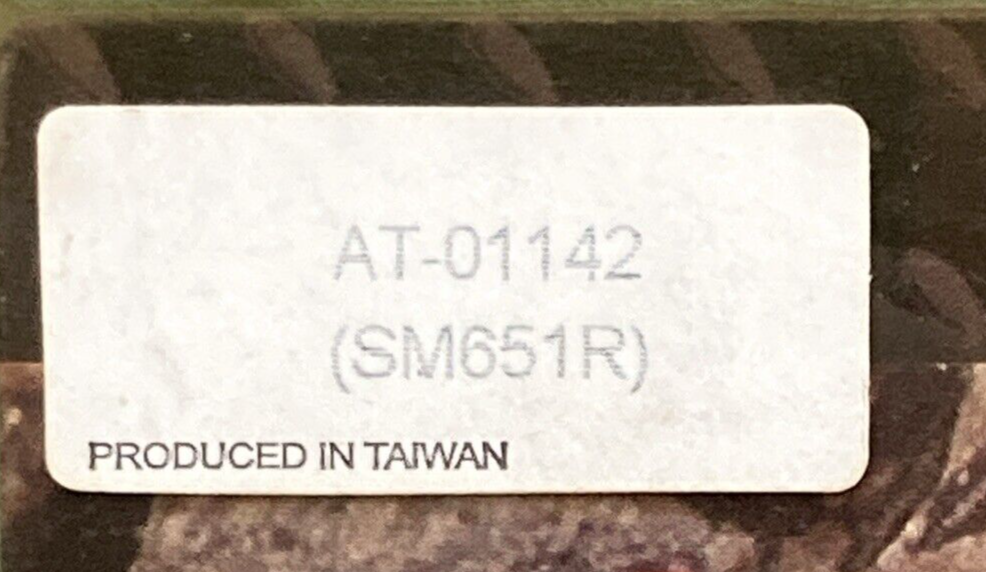 AT-01142
(SM651R)
PRODUCED IN TAIWAN